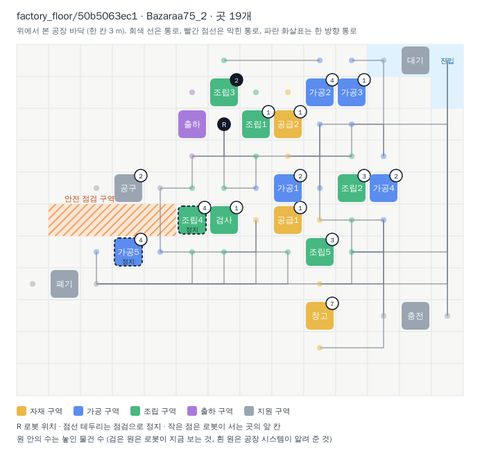 factory_floor/50b5063ec1 · Bazaraa75_2 · 곳 19개
위에서 본 공장 바닥 (한 칸 3 m). 회색 선은 통로, 빨간 점선은 막힌 통로, 파란 화살표는 한 방향 통로
대기
진입
2
조립3
4
가공2
1
가공3
출하
R
1
조립1
1
공급2
2
공구
2
가공1
2
조립2
2
가공4
안전 점검 구역
4
조립4
정지
1
검사
1
공급1
4
가공5
정지
3
조립5
폐기
7
창고
충전
자재 구역
가공 구역
조립 구역
출하 구역
지원 구역
R 로봇 위치 · 점선 테두리는 점검으로 정지 · 작은 점은 로봇이 서는 곳의 앞 칸
원 안의 수는 놓인 물건 수 (검은 원은 로봇이 지금 보는 것, 흰 원은 공장 시스템이 알려 준 것)